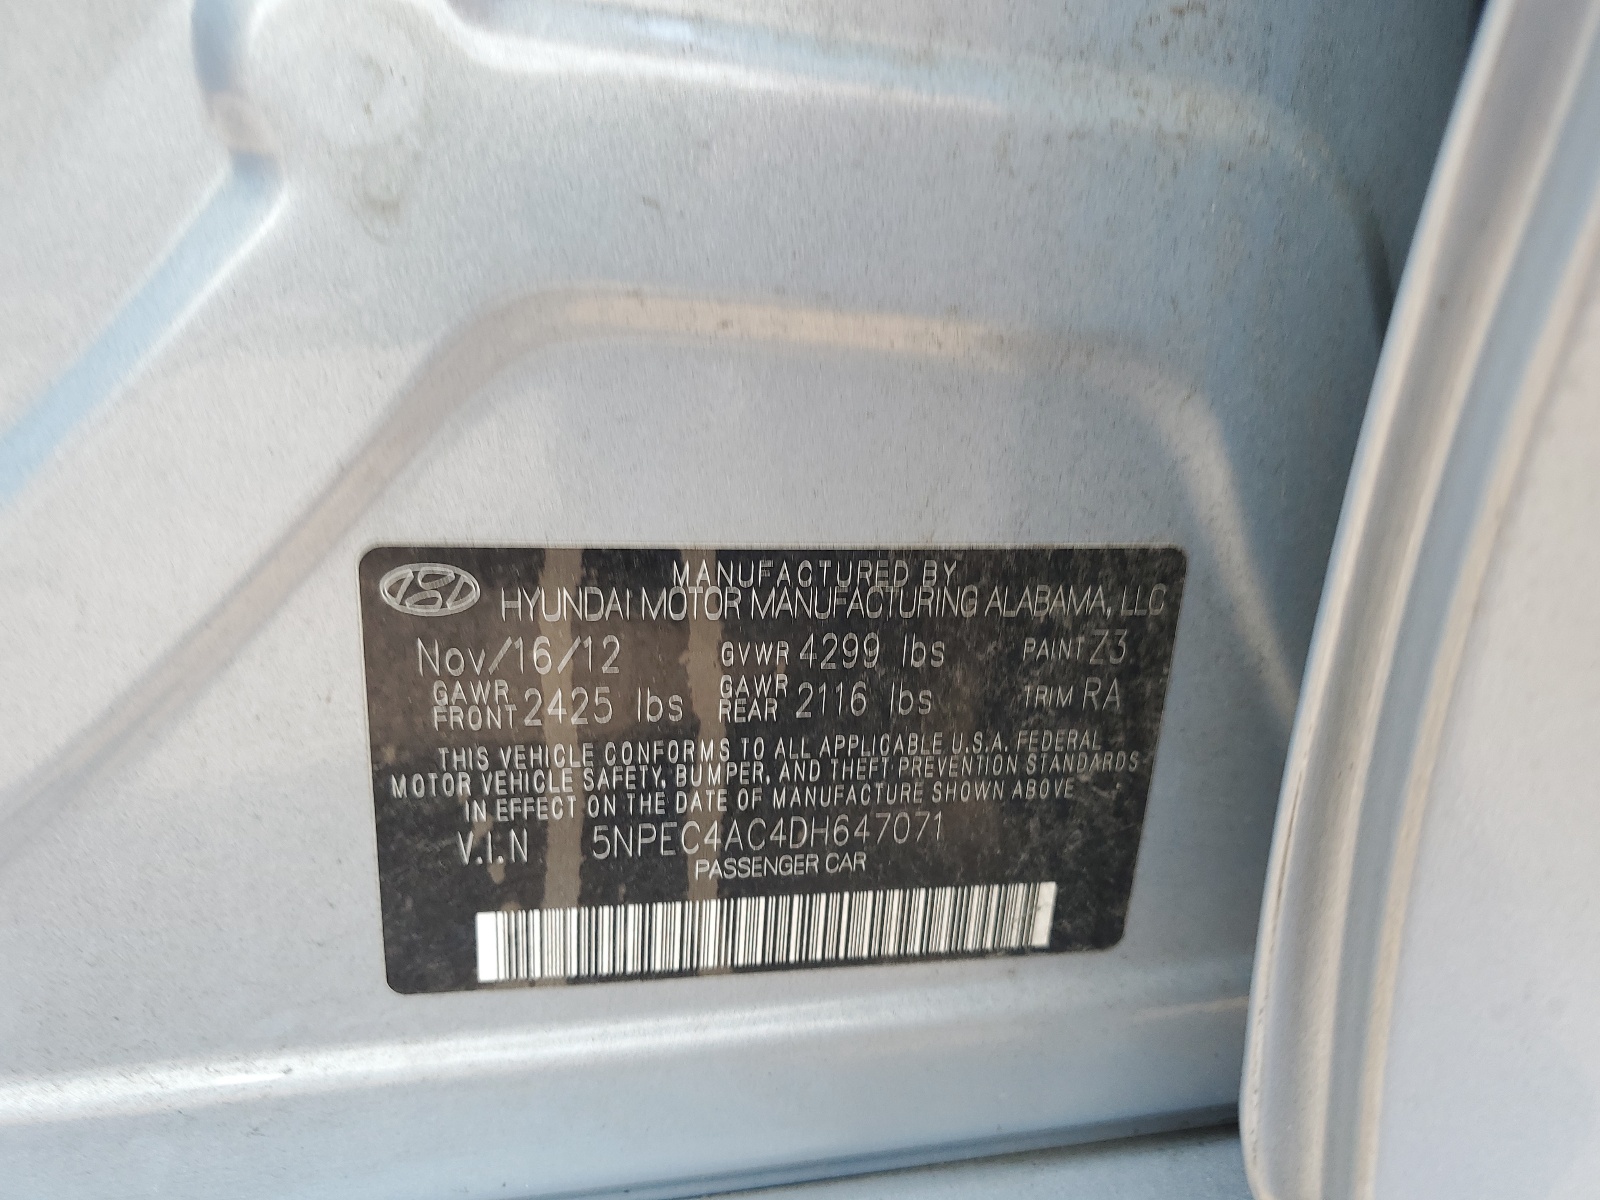 MANUFACTURED BY
HYUNDAI MOTOR MANUFACTURING ALABAMA, LLC
Nov/16/12 GVWR 4299 lbs PAINT Z3
GAWR FRONT 2425 lbs GAWR REAR 2116 lbs TRIM RA
THIS VEHICLE CONFORMS TO ALL APPLICABLE U.S.A. FEDERAL
MOTOR VEHICLE SAFETY, BUMPER, AND THEFT PREVENTION STANDARDS
IN EFFECT ON THE DATE OF MANUFACTURE SHOWN ABOVE
V.I.N 5NPEC4AC4DH647071
PASSENGER CAR